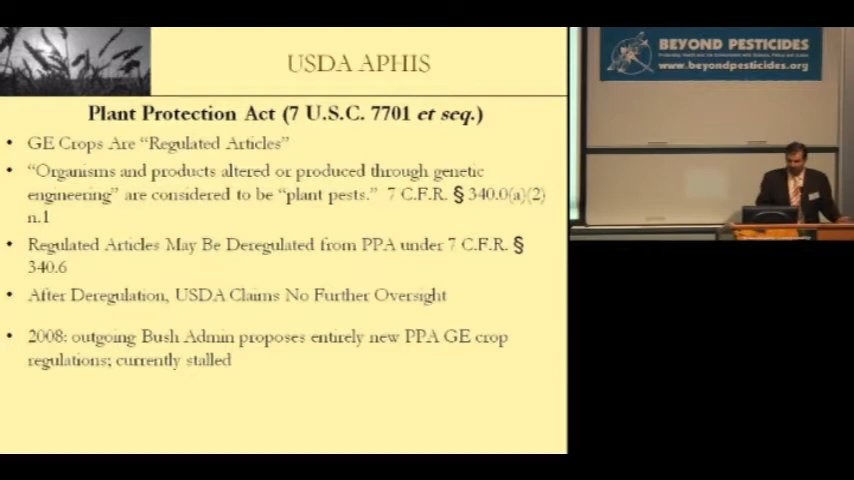 USDA APHIS
Plant Protection Act (7 U.S.C. 7701 et seq.)
• GE Crops Are “Regulated Articles”
• “Organisms and products altered or produced through genetic
engineering” are considered to be “plant pests.” 7 C.F.R. § 340.0(a)(2)
n.1
• Regulated Articles May Be Deregulated from PPA under 7 C.F.R. §
340.6
• After Deregulation, USDA Claims No Further Oversight
• 2008: outgoing Bush Admin proposes entirely new PPA GE crop
regulations; currently stalled
BEYOND PESTICIDES
www.beyondpesticides.org